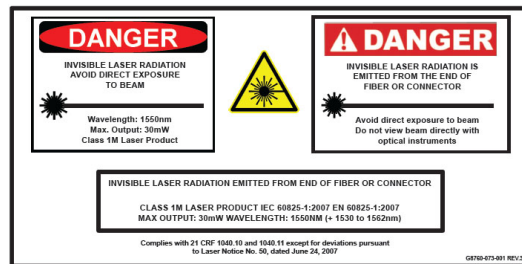 DANGER
INVISIBLE LASER RADIATION
AVOID DIRECT EXPOSURE
TO BEAM
Wavelength: 1550nm
Max. Output: 30mW
Class 1M Laser Product
DANGER
INVISIBLE LASER RADIATION IS
EMITTED FROM THE END OF
FIBER OR CONNECTOR
Avoid direct exposure to beam
Do not view beam directly with
optical instruments
INVISIBLE LASER RADIATION EMITTED FROM END OF FIBER OR CONNECTOR
CLASS 1M LASER PRODUCT IEC 60825-1:2007 EN 60825-1:2007
MAX OUTPUT: 30mW WAVELENGTH: 1550NM (+ 1530 to 1562nm)
Complies with 21 CRF 1040.10 and 1040.11 except for deviations pursuant
to Laser Notice No. 50, dated June 24, 2007
G8760-073-001 REV.3